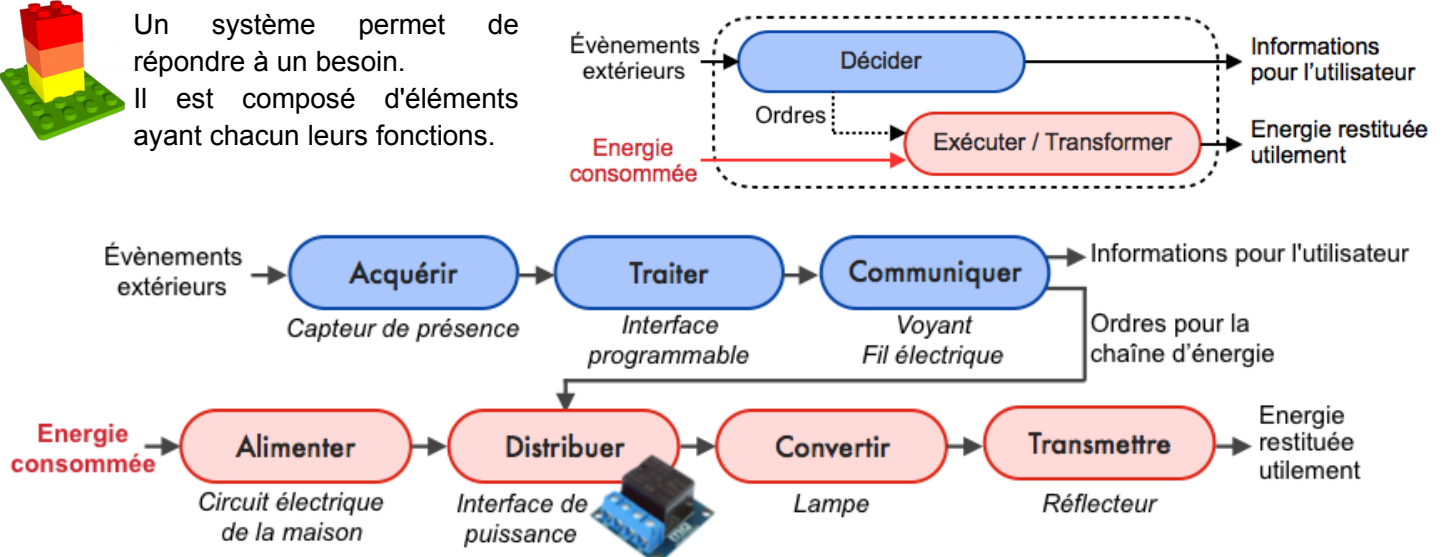 Un système permet de
répondre à un besoin.
Il est composé d'éléments
ayant chacun leurs fonctions.
Évènements
extérieurs
Décider
Informations
pour l'utilisateur
Ordres
Energie
consommée
Exécuter / Transformer
Energie restituée
utilement
Évènements
extérieurs
Acquérir
Traiter
Communiquer
Informations pour l'utilisateur
Capteur de présence
Interface
programmable
Voyant
Fil électrique
Ordres pour la
chaîne d'énergie
Energie
consommée
Alimenter
Distribuer
Convertir
Transmettre
Energie
restituée
utilement
Circuit électrique
de la maison
Interface de
puissance
Lampe
Réflecteur